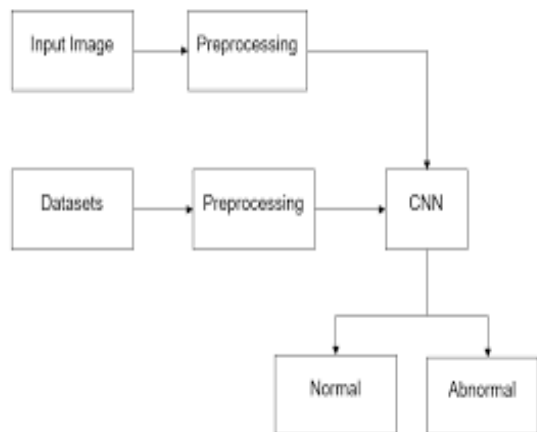 Input Image
Preprocessing
Datasets
Preprocessing
CNN
Normal
Abnormal